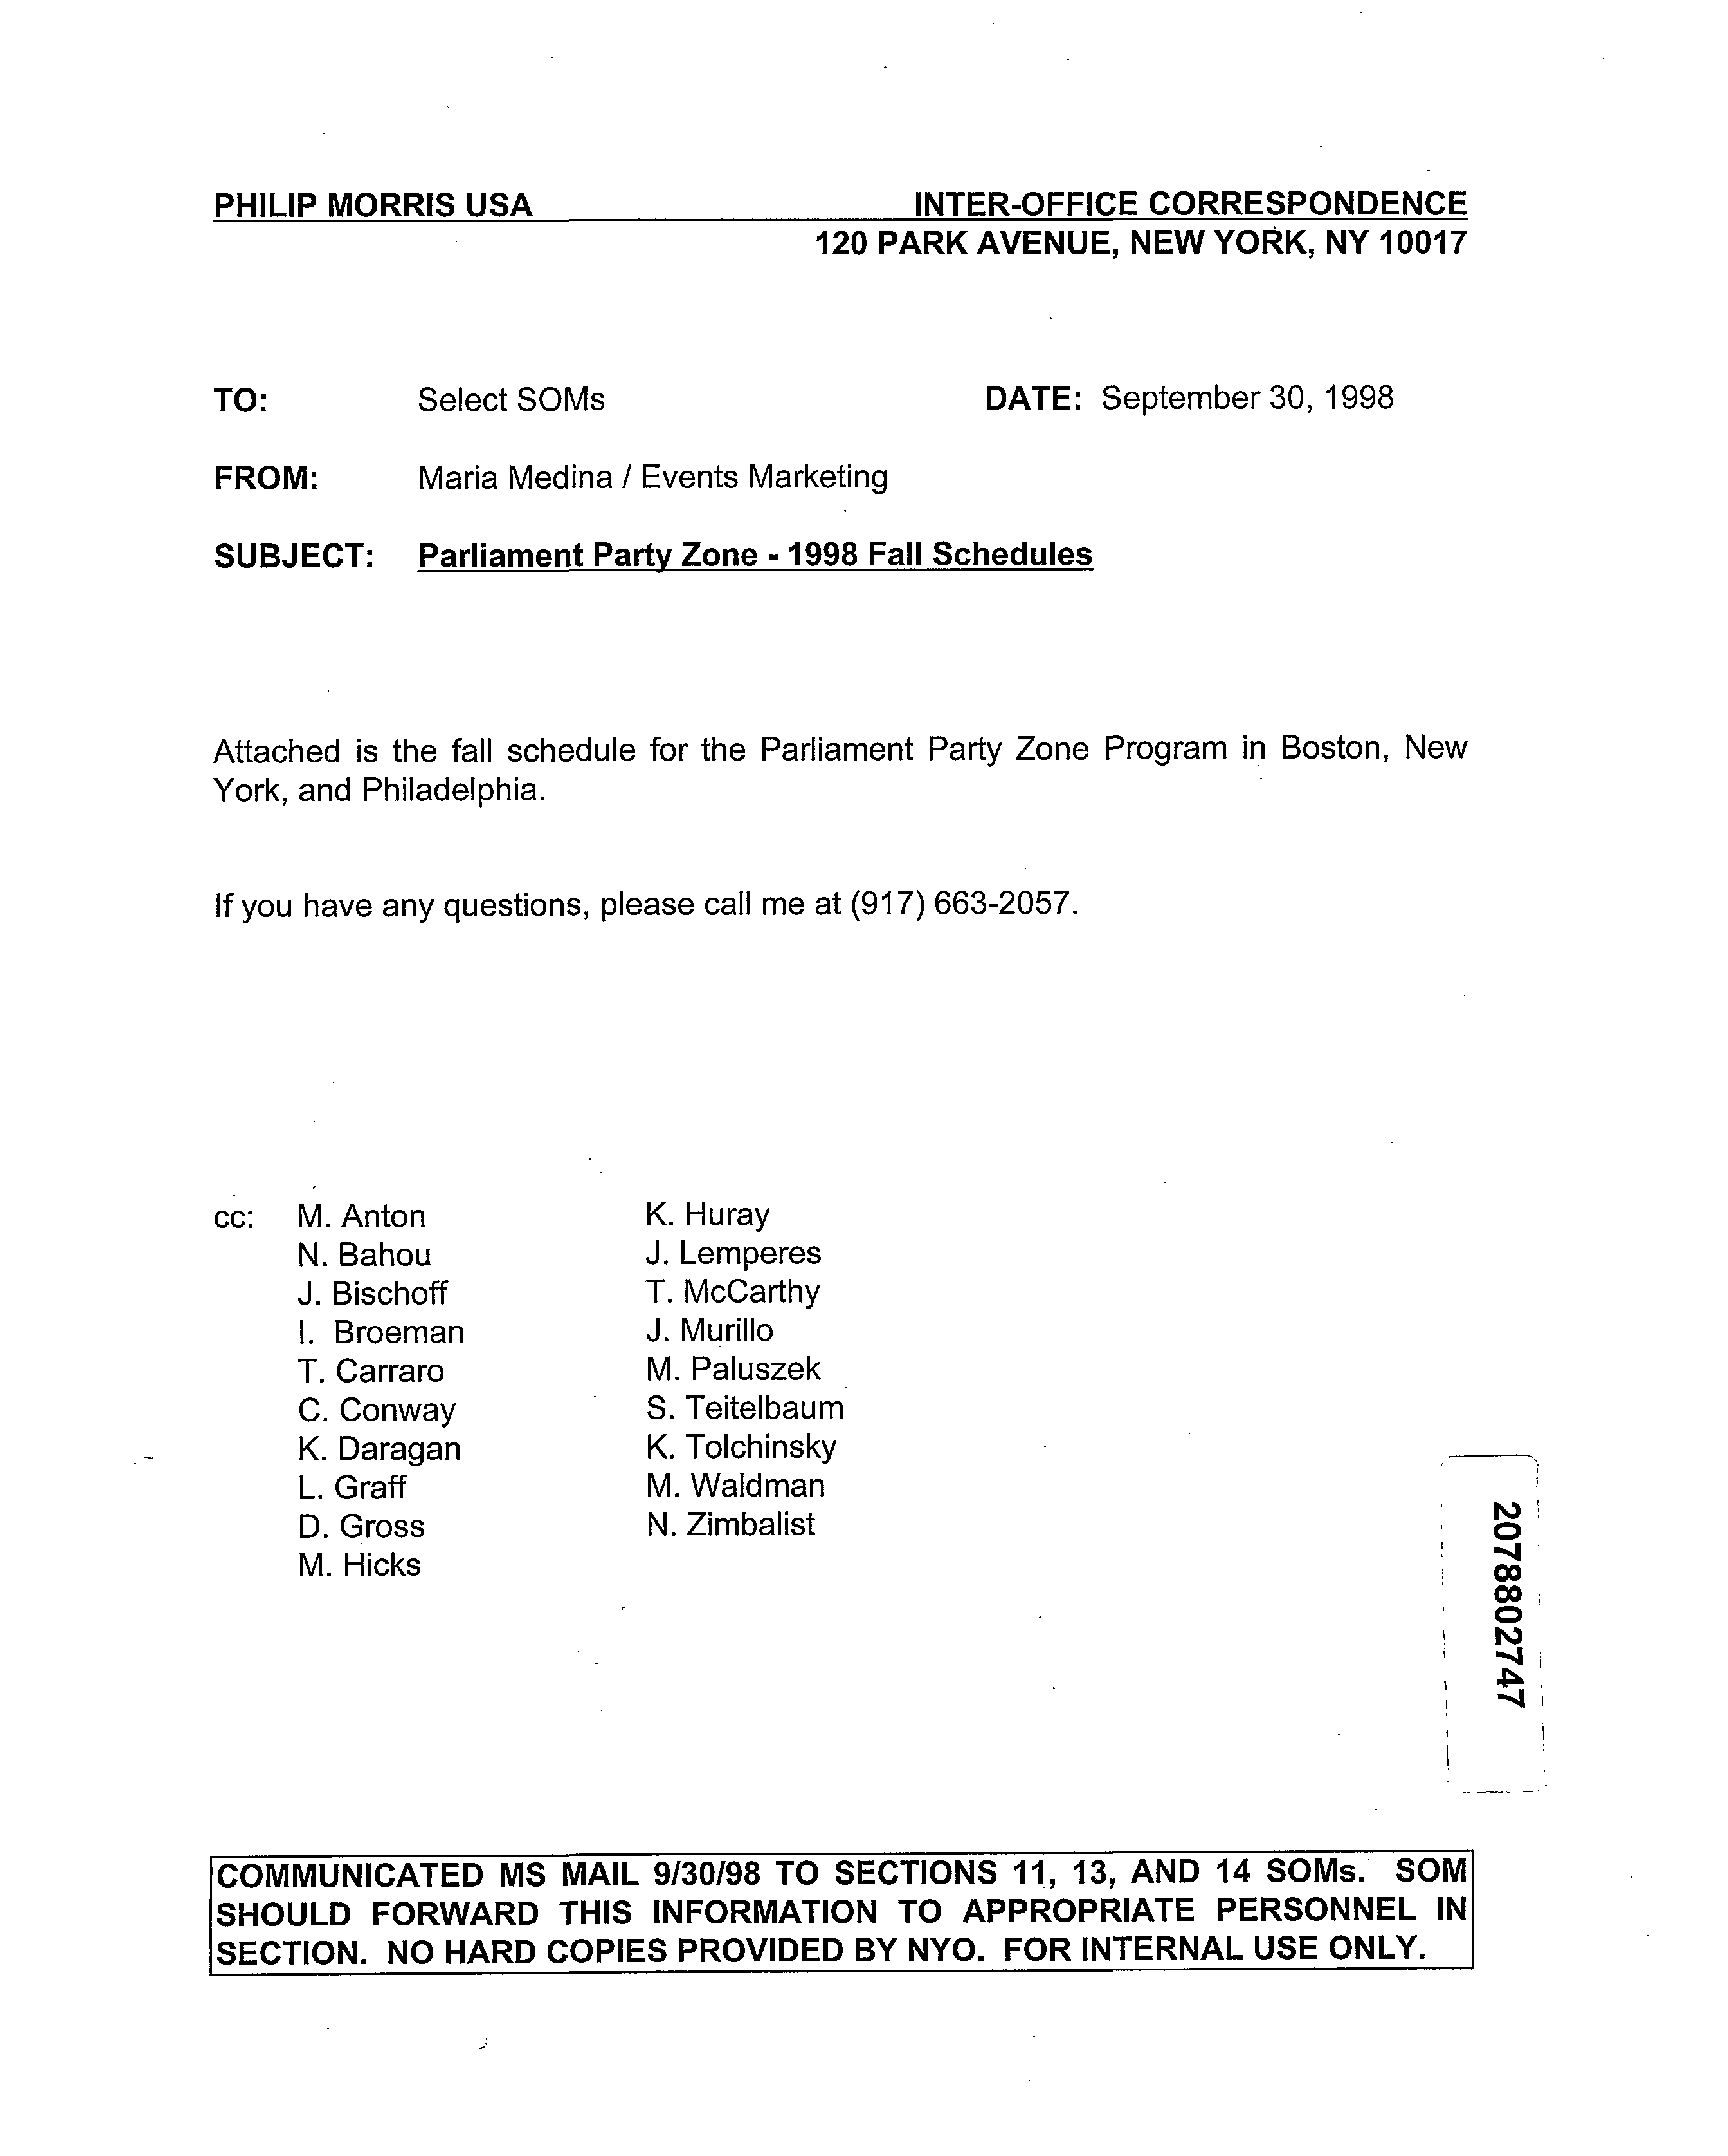 PHILIP MORRIS USA INTER-OFFICE CORRESPONDENCE
120 PARK AVENUE, NEW YORK, NY 10017
TO: Select SOMs DATE: September 30, 1998
FROM: Maria Medina / Events Marketing
SUBJECT: Parliament Party Zone - 1998 Fall Schedules
Attached is the fall schedule for the Parliament Party Zone Program in Boston, New
York, and Philadelphia.
If you have any questions, please call me at (917) 663-2057.
cc: M. Anton K. Huray
N. Bahou J. Lemperes
J. Bischoff T. McCarthy
I. Broeman J. Murillo
T. Carraro M. Paluszek
C. Conway S. Teitelbaum
K. Daragan K. Tolchinsky
L. Graff M. Waldman
D. Gross N. Zimbalist
M. Hicks
2078802747
COMMUNICATED MS MAIL 9/30/98 TO SECTIONS 11, 13, AND 14 SOMs. SOM
SHOULD FORWARD THIS INFORMATION TO APPROPRIATE PERSONNEL IN
SECTION. NO HARD COPIES PROVIDED BY NYO. FOR INTERNAL USE ONLY.